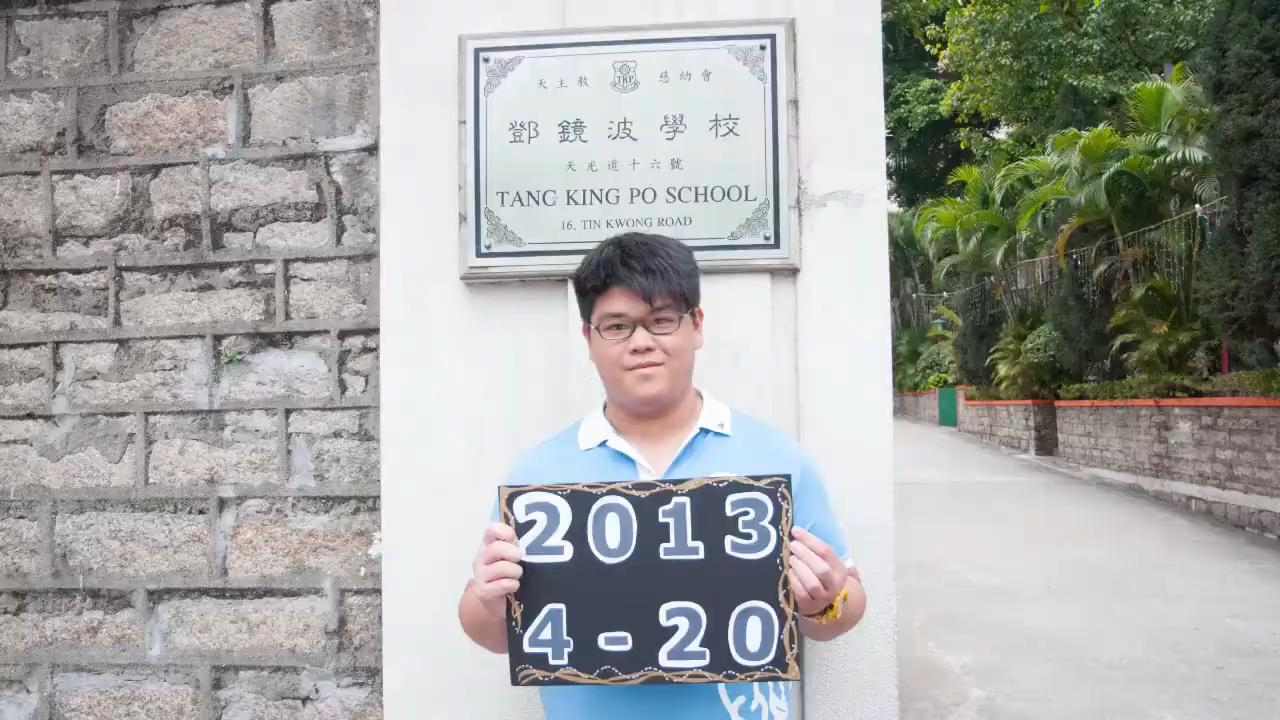 天主教 TKP 慈幼會
鄧鏡波學校
天光道十六號
TANG KING PO SCHOOL
16, TIN KWONG ROAD
2013
4-20